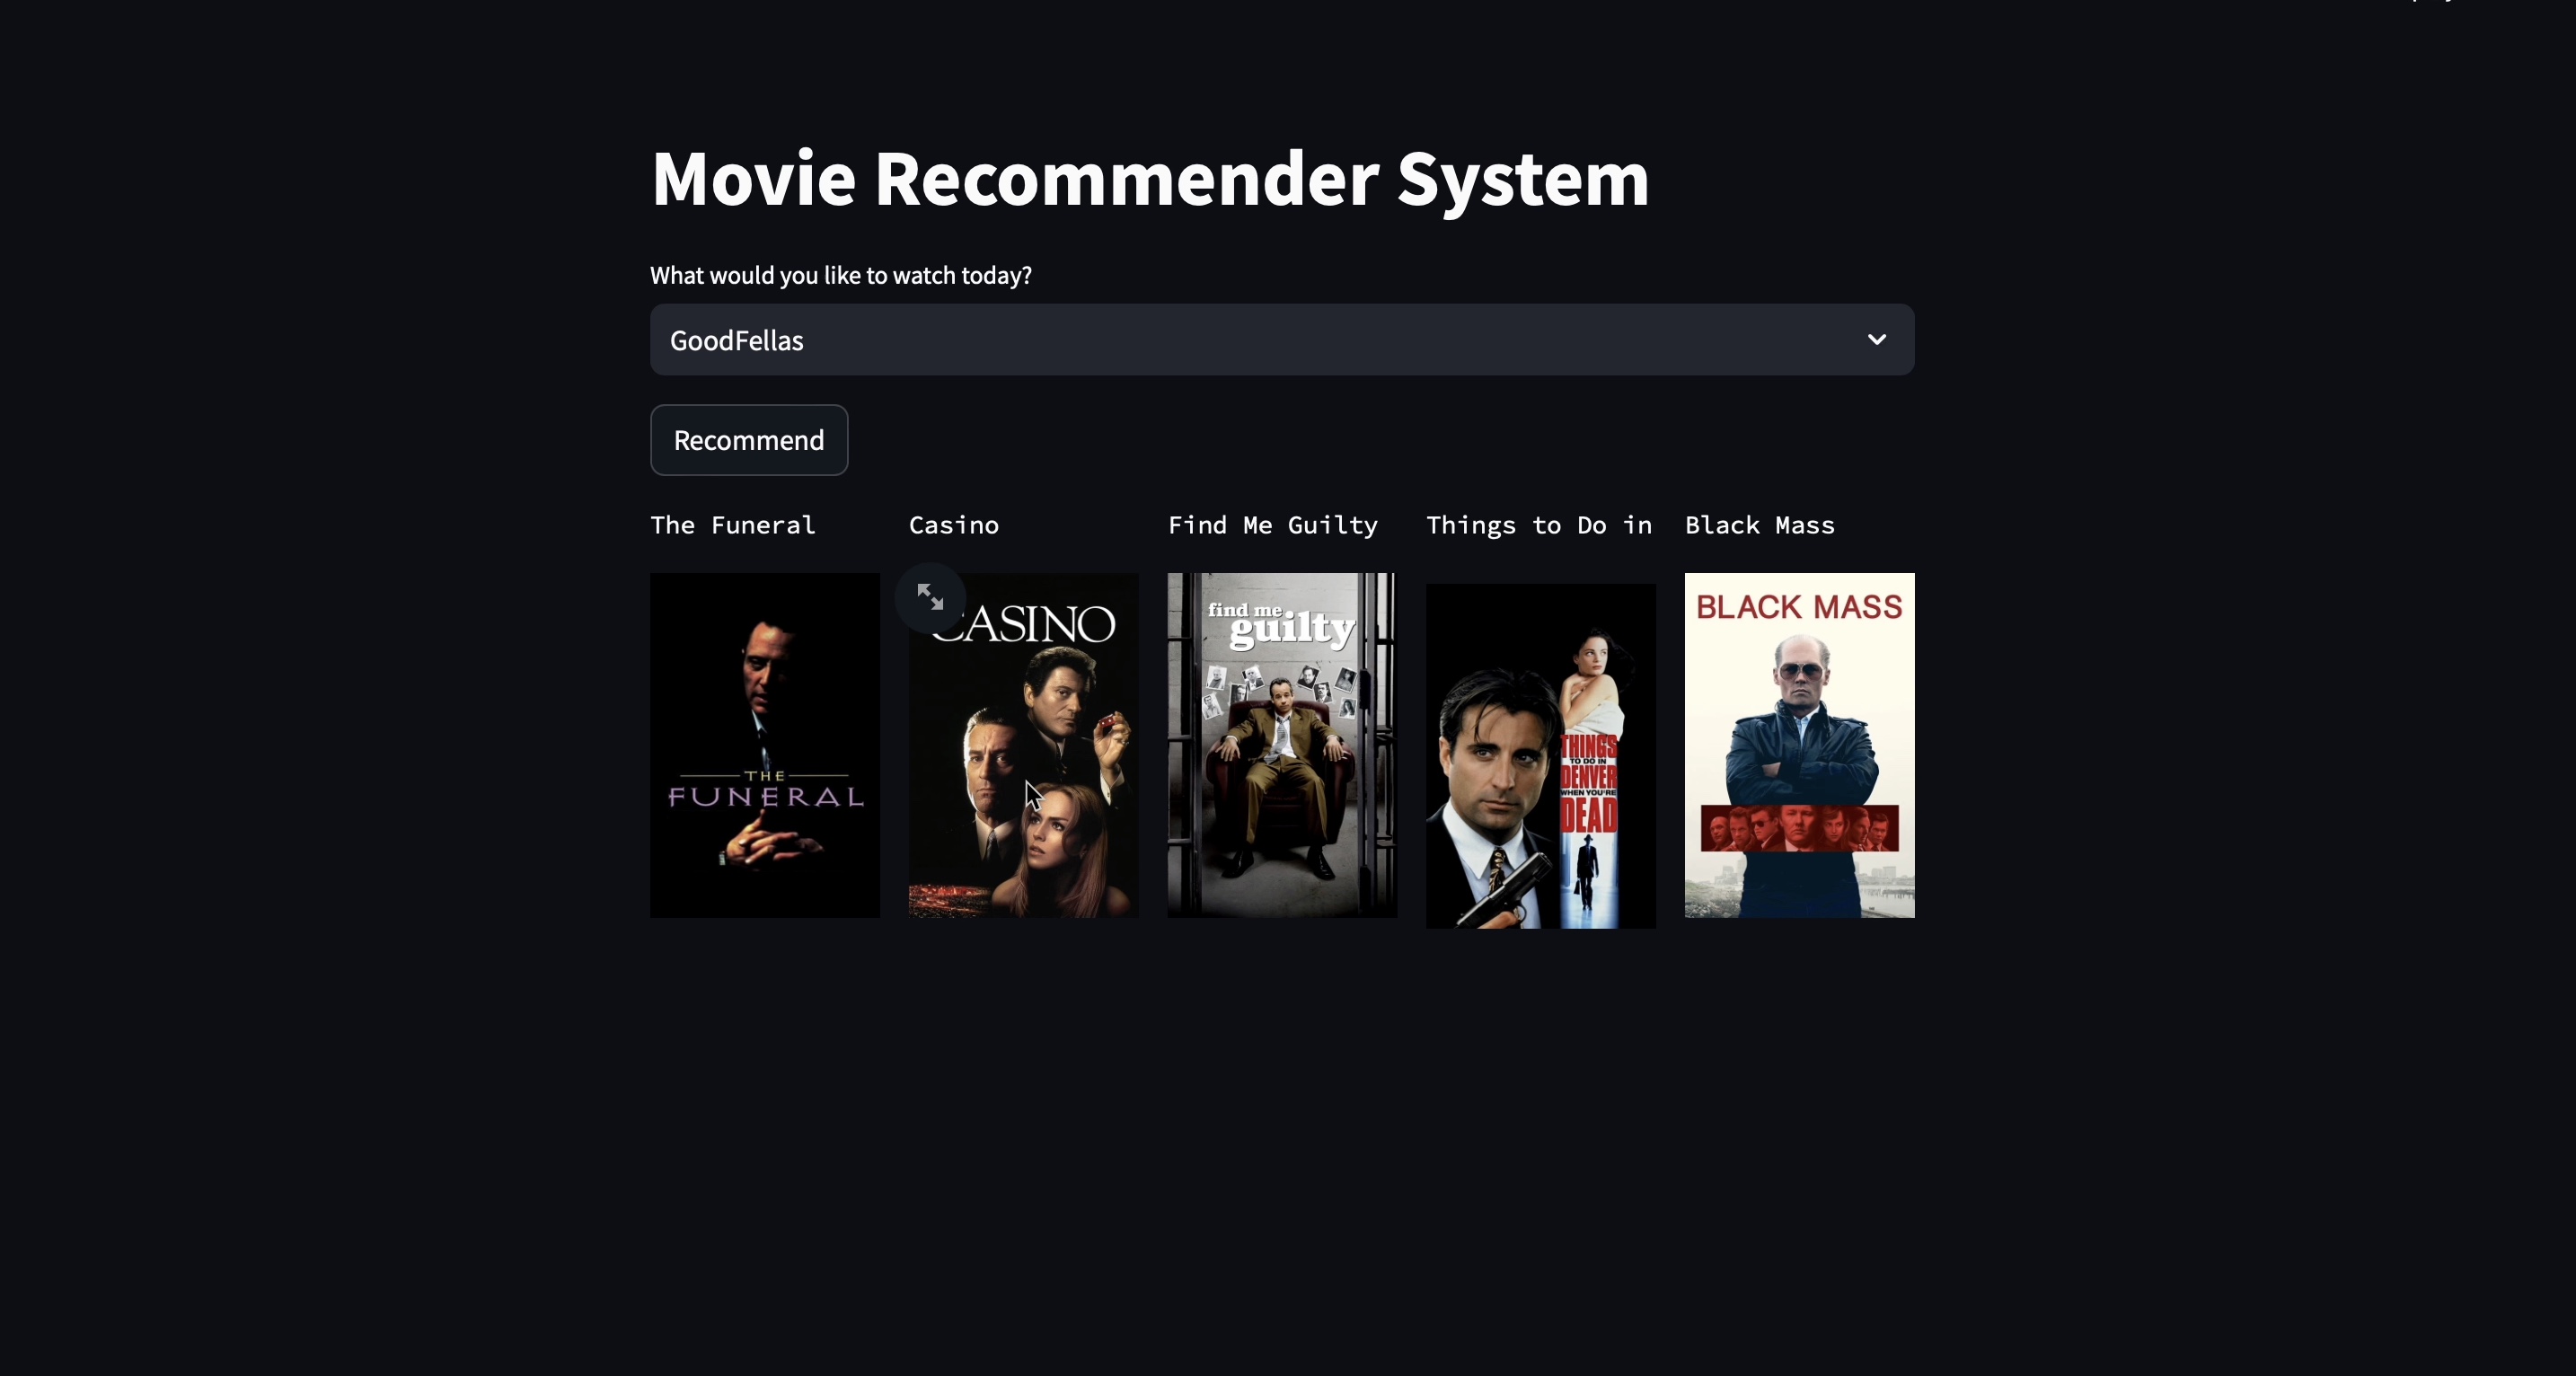 Movie Recommender System
What would you like to watch today?
GoodFellas
Recommend
The Funeral
Casino
Find Me Guilty
Things to Do in
Black Mass
THE
FUNERAL
CASINO
find me
guilty
THINGS
TO DO IN
DENVER
WHEN YOU'RE
DEAD
BLACK MASS